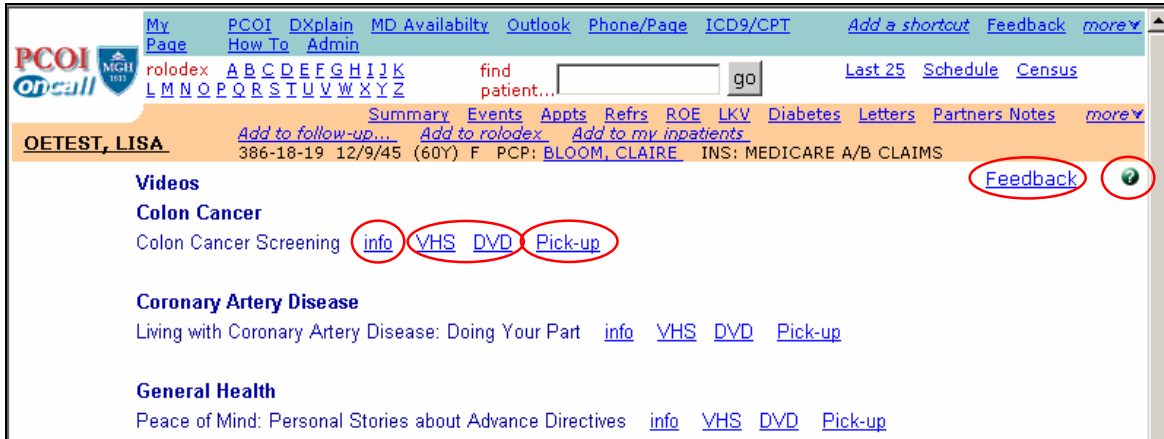 My Page PCOI DXplain MD Availabilty Outlook Phone/Page ICD9/CPT Add a shortcut Feedback more
How To Admin
PCOI oncall MGH 1811
rolodex A B C D E F G H I J K find patient... go Last 25 Schedule Census
L M N O P Q R S T U V W X Y Z
Summary Events Appts Refrs ROE LKV Diabetes Letters Partners Notes more
OETEST, LISA Add to follow-up... Add to rolodex Add to my inpatients
386-18-19 12/9/45 (60Y) F PCP: BLOOM, CLAIRE INS: MEDICARE A/B CLAIMS
Videos Feedback ?
Colon Cancer
Colon Cancer Screening info VHS DVD Pick-up
Coronary Artery Disease
Living with Coronary Artery Disease: Doing Your Part info VHS DVD Pick-up
General Health
Peace of Mind: Personal Stories about Advance Directives info VHS DVD Pick-up